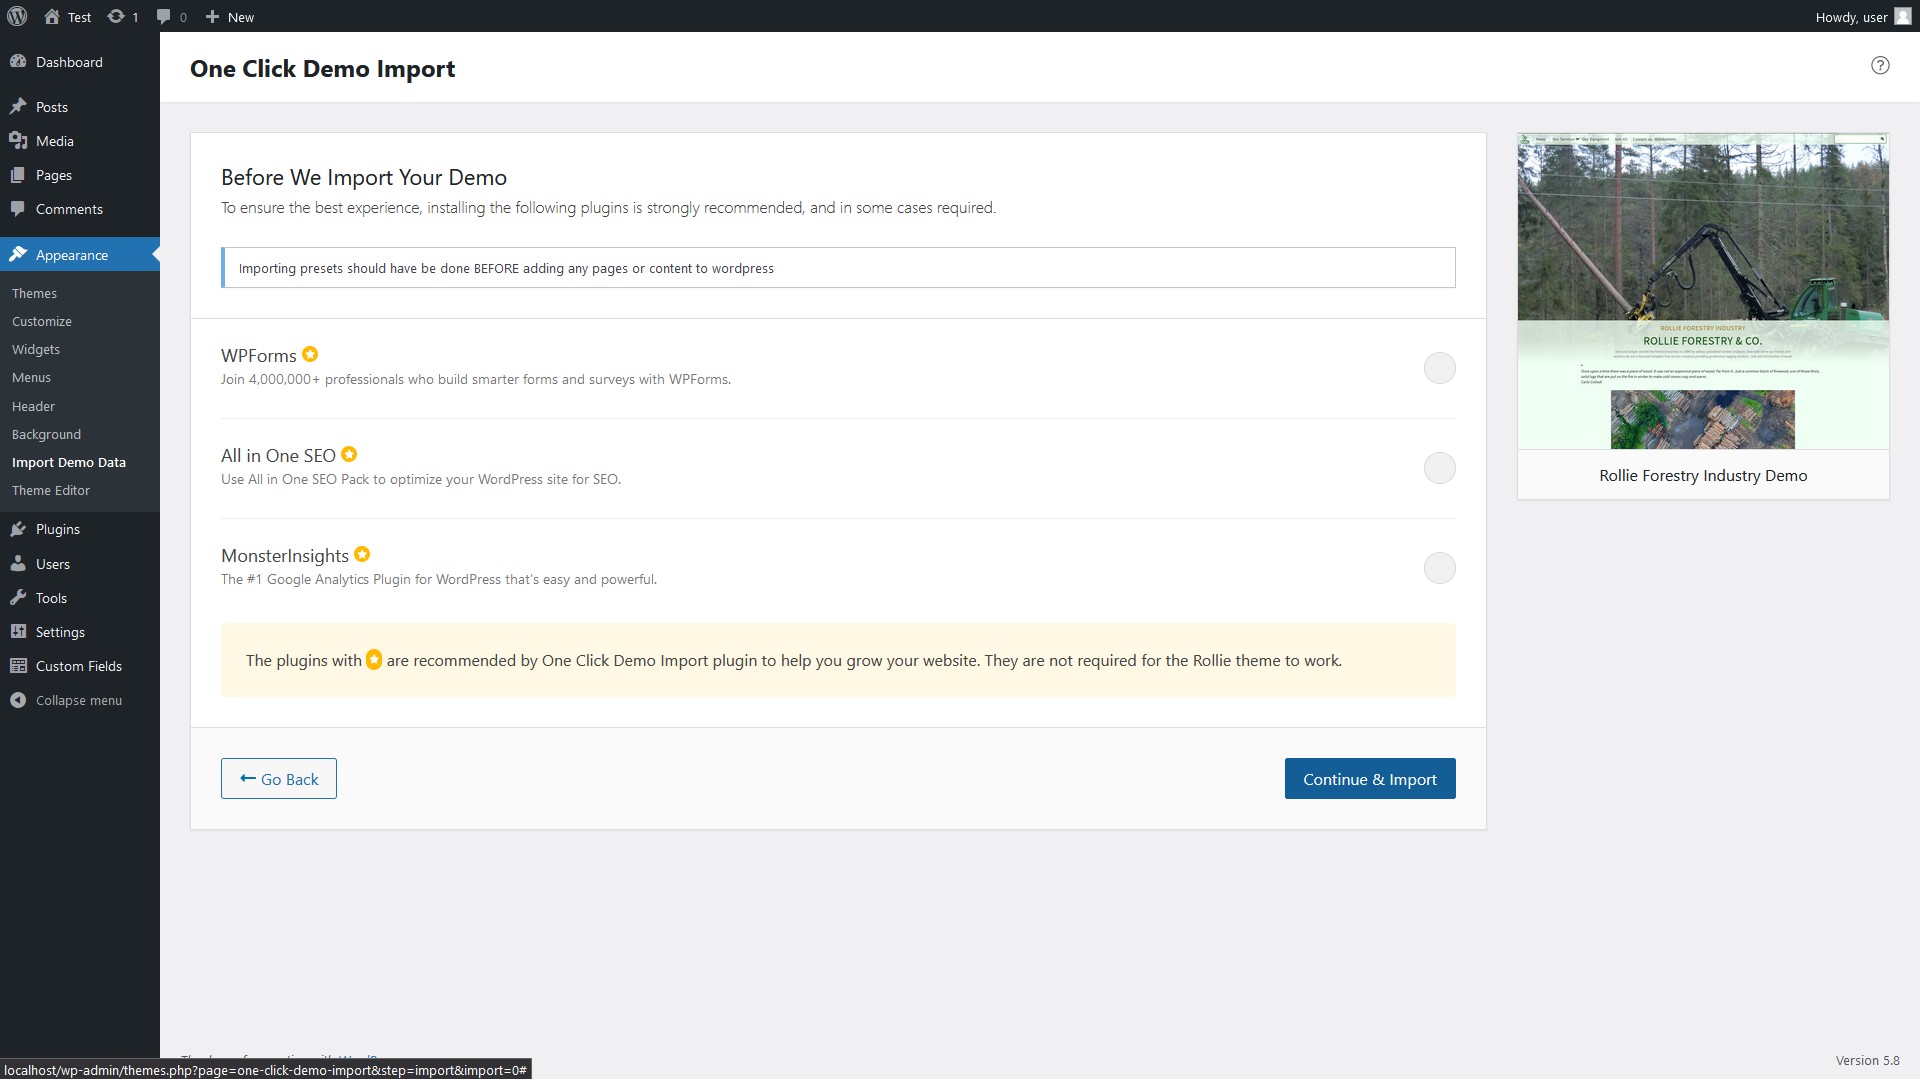 Test
1
0
New
Howdy, user
Dashboard
Posts
Media
Pages
Comments
Appearance
Themes
Customize
Widgets
Menus
Header
Background
Import Demo Data
Theme Editor
Plugins
Users
Tools
Settings
Custom Fields
Collapse menu
One Click Demo Import
Before We Import Your Demo
To ensure the best experience, installing the following plugins is strongly recommended, and in some cases required.
Importing presets should have be done BEFORE adding any pages or content to wordpress
WPForms
Join 4,000,000+ professionals who build smarter forms and surveys with WPForms.
All in One SEO
Use All in One SEO Pack to optimize your WordPress site for SEO.
MonsterInsights
The #1 Google Analytics Plugin for WordPress that's easy and powerful.
The plugins with are recommended by One Click Demo Import plugin to help you grow your website. They are not required for the Rollie theme to work.
Go Back
Continue & Import
ROLLIE FORESTRY INDUSTRY
ROLLIE FORESTRY & CO.
Rollie Forestry Industry Demo
Version 5.8
localhost/wp-admin/themes.php?page=one-click-demo-import&step=import&import=0#